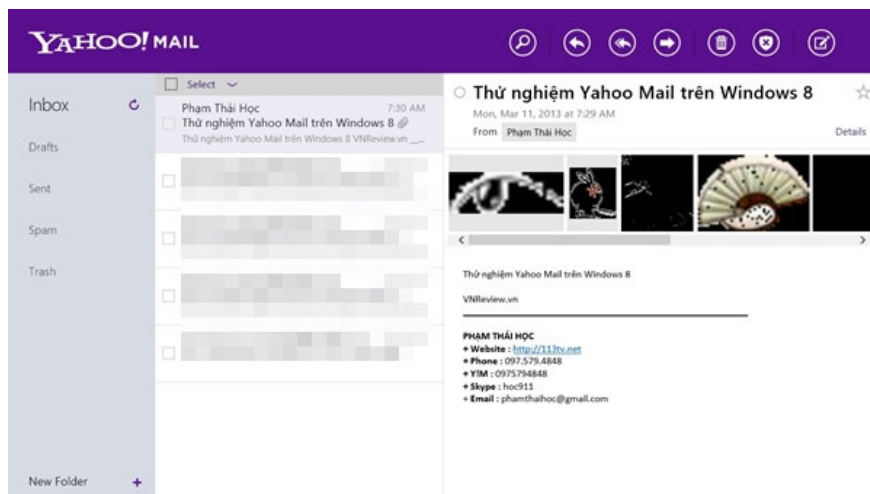 YAHOO! MAIL
Inbox
Drafts
Sent
Spam
Trash
New Folder +
Select
Phạm Thái Học 7:30 AM
Thử nghiệm Yahoo Mail trên Windows 8
Thử nghiệm Yahoo Mail trên Windows 8 VNReview.vn __...
Thử nghiệm Yahoo Mail trên Windows 8
Mon, Mar 11, 2013 at 7:29 AM
From Phạm Thái Học Details
Thử nghiệm Yahoo Mail trên Windows 8
VNReview.vn
PHẠM THÁI HỌC
+ Website : http://113tv.net
+ Phone : 097.579.4848
+ Y!M : 0975794848
+ Skype : hoc911
+ Email : phamthaihoc@gmail.com